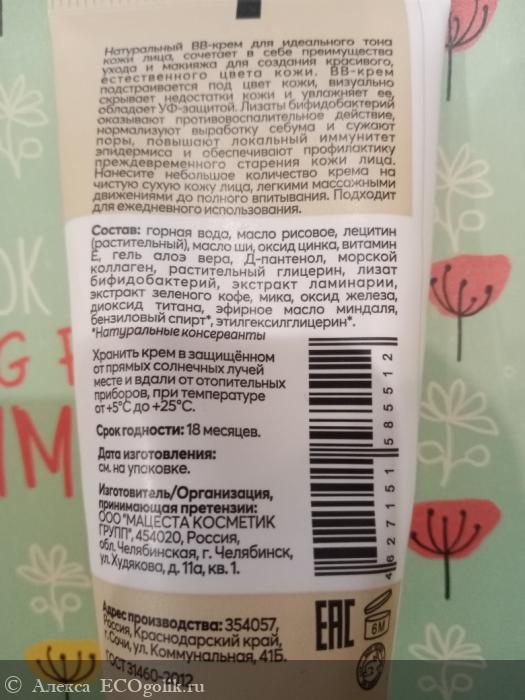 Натуральный ВВ-крем для идеального тона
кожи лица, сочетает в себе преимущества
ухода и макияжа для создания красивого,
естественного цвета кожи. ВВ-крем
подстраивается под цвет кожи, визуально
скрывает недостатки кожи и увлажняет ее,
обладает УФ-защитой. Лизаты бифидобактерий
оказывают противовоспалительное действие,
нормализуют выработку себума и сужают
поры, повышают локальный иммунитет
эпидермиса и обеспечивают профилактику
преждевременного старения кожи лица.
Нанесите небольшое количество крема на
чистую сухую кожу лица, легкими массажными
движениями до полного впитывания. Подходит
для ежедневного использования.
Состав: горная вода, масло рисовое, лецитин
(растительный), масло ши, оксид цинка, витамин
Е, гель алоэ вера, Д-пантенол, морской
коллаген, растительный глицерин, лизат
бифидобактерий, экстракт ламинарии,
экстракт зеленого кофе, мика, оксид железа,
диоксид титана, эфирное масло миндаля,
бензиловый спирт*, этилгексилглицерин*.
*Натуральные консерванты
Хранить крем в защищённом
от прямых солнечных лучей
месте и вдали от отопительных
приборов, при температуре
от +5°С до +25°С.
Срок годности: 18 месяцев.
Дата изготовления:
см. на упаковке.
Изготовитель/Организация,
принимающая претензии:
ООО "МАЦЕСТА КОСМЕТИК
ГРУПП", 454020, Россия,
обл. Челябинская, г. Челябинск,
ул. Худякова, д. 11а, кв. 1.
4 627151 585512
Адрес производства: 354057,
Россия, Краснодарский край,
г. Сочи, ул. Коммунальная, 41Б.
ГОСТ 31460-2012
ЕАС
6М
OK
G
IM
Алекса ECOgolik.ru